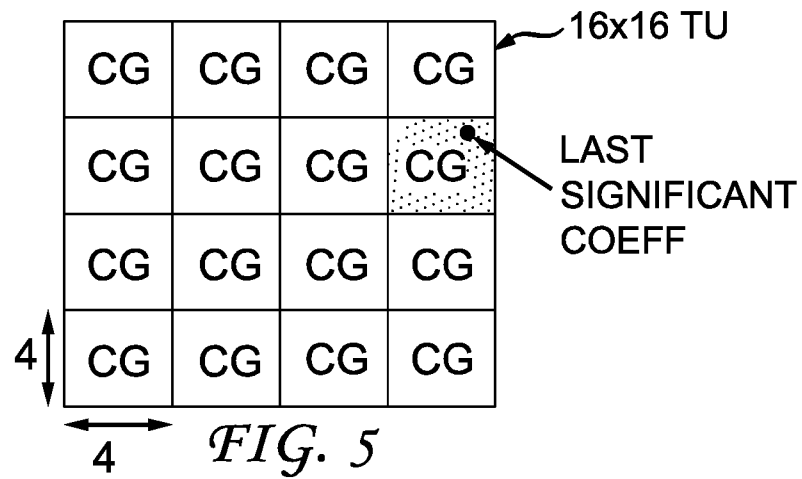 16x16 TU
CG CG CG CG
CG CG CG CG
LAST
SIGNIFICANT
COEFF
CG CG CG CG
4
CG CG CG CG
4
FIG. 5